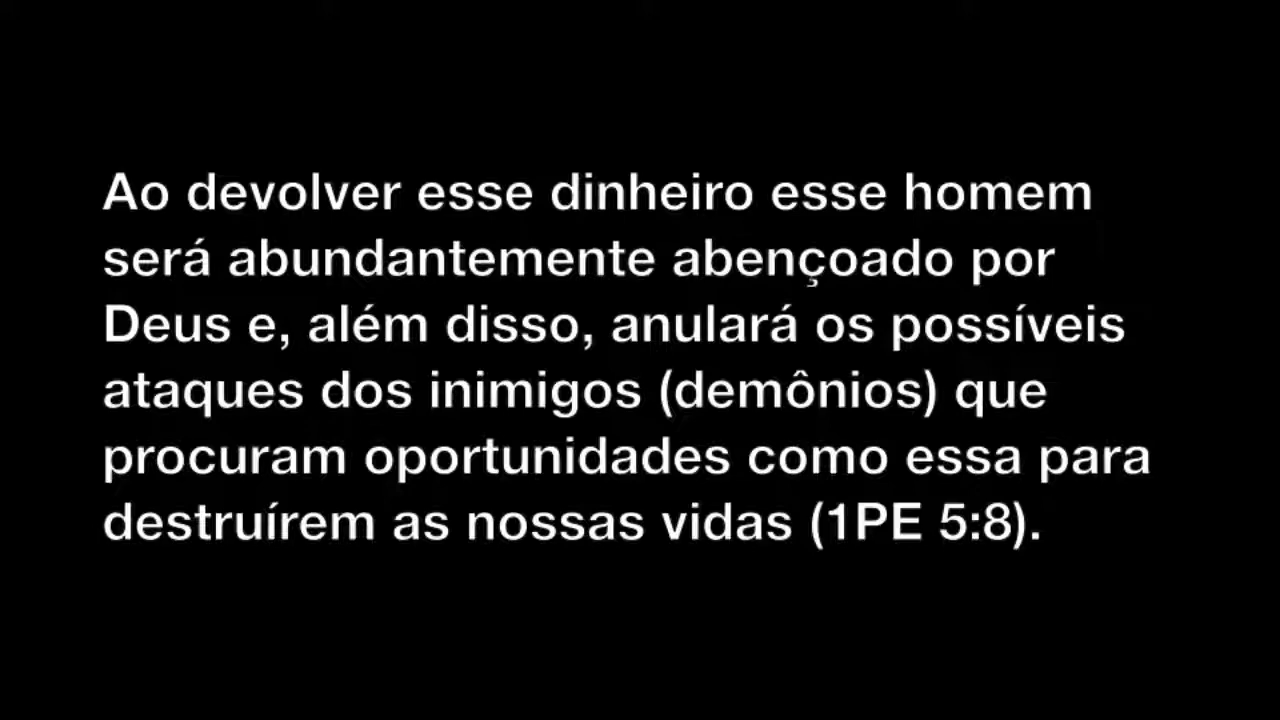 Ao devolver esse dinheiro esse homem
será abundantemente abençoado por
Deus e, além disso, anulará os possíveis
ataques dos inimigos (demônios) que
procuram oportunidades como essa para
destruírem as nossas vidas (1PE 5:8).